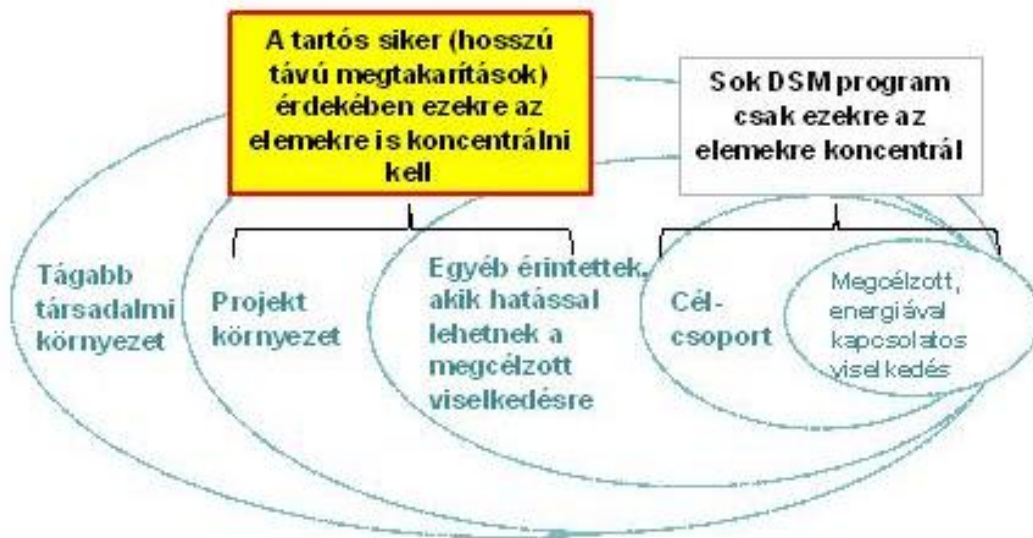 A tartós siker (hosszú
távú megtakarítások)
érdekében ezekre az
elemekre is koncentrálni
kell
Sok DSM program
csak ezekre az
elemekre koncentrál
Tágabb
társadalmi
környezet
Projekt
környezet
Egyéb érintettek,
akik hatással
lehetnek a
megcélzott
viselkedésre
Cél-
csoport
Megcélzott,
energiával
kapcsolatos
viselkedés